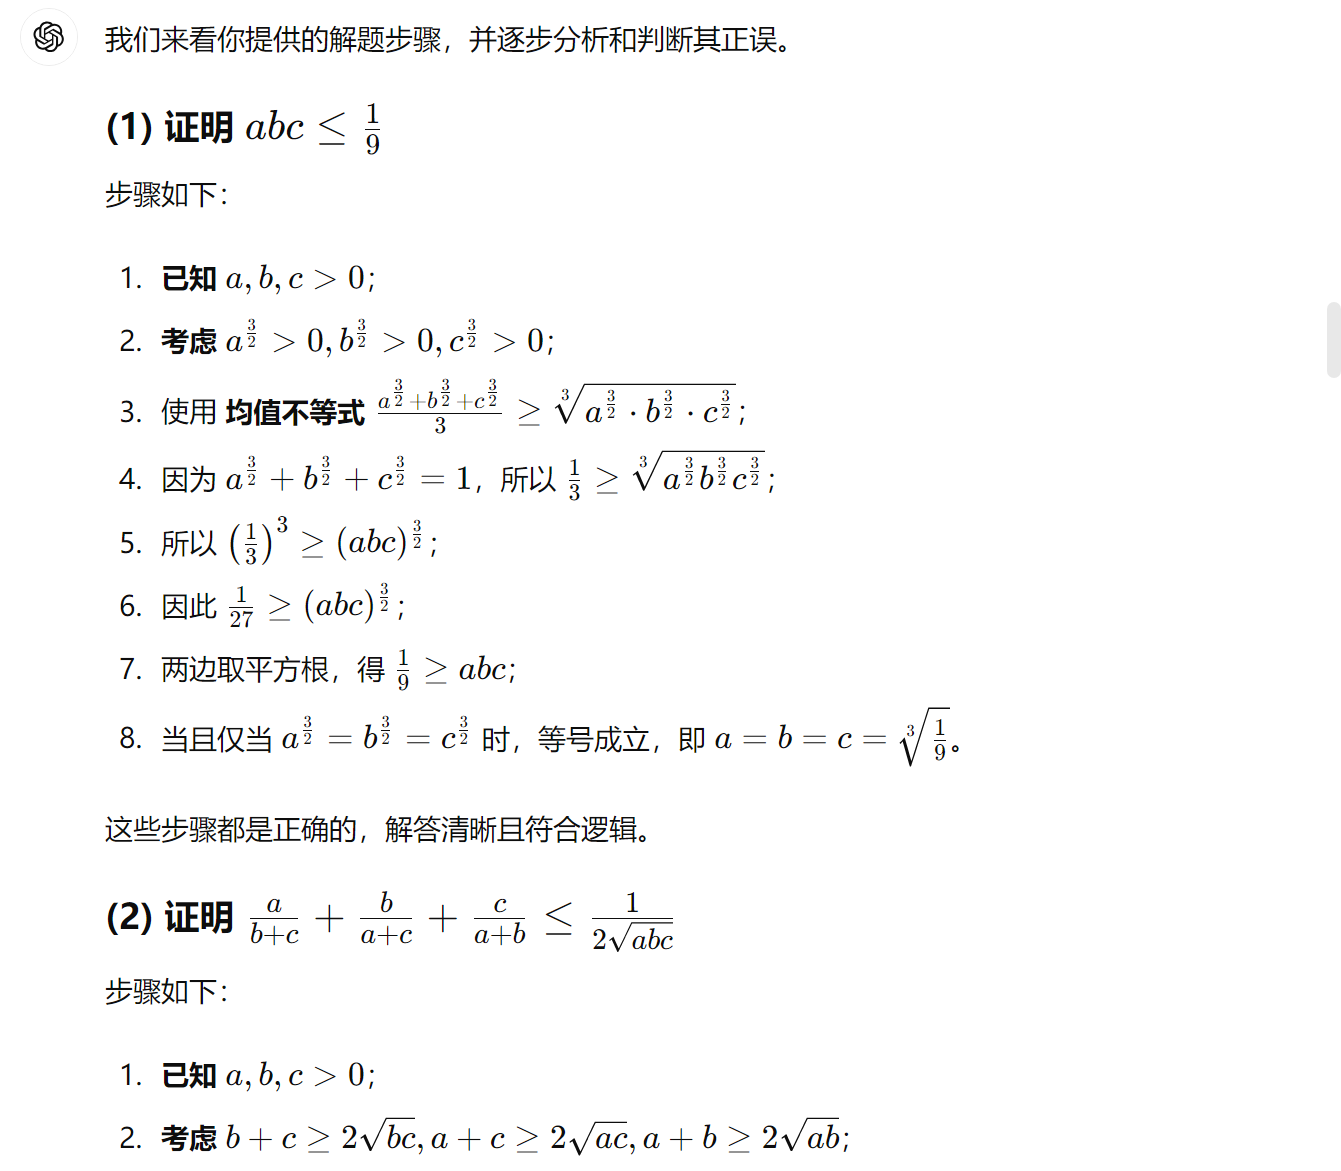 我们来看你提供的解题步骤，并逐步分析和判断其正误。
(1) 证明 $abc \leq \frac{1}{9}$
步骤如下：
1. 已知 $a, b, c > 0$；
2. 考虑 $a^{\frac{3}{2}} > 0, b^{\frac{3}{2}} > 0, c^{\frac{3}{2}} > 0$；
3. 使用 均值不等式 $\frac{a^{\frac{3}{2}}+b^{\frac{3}{2}}+c^{\frac{3}{2}}}{3} \geq \sqrt[3]{a^{\frac{3}{2}} \cdot b^{\frac{3}{2}} \cdot c^{\frac{3}{2}}}$；
4. 因为 $a^{\frac{3}{2}} + b^{\frac{3}{2}} + c^{\frac{3}{2}} = 1$，所以 $\frac{1}{3} \geq \sqrt[3]{a^{\frac{3}{2}} b^{\frac{3}{2}} c^{\frac{3}{2}}}$；
5. 所以 $\left(\frac{1}{3}\right)^3 \geq (abc)^{\frac{3}{2}}$；
6. 因此 $\frac{1}{27} \geq (abc)^{\frac{3}{2}}$；
7. 两边取平方根，得 $\frac{1}{9} \geq abc$；
8. 当且仅当 $a^{\frac{3}{2}} = b^{\frac{3}{2}} = c^{\frac{3}{2}}$ 时，等号成立，即 $a = b = c = \sqrt[3]{\frac{1}{9}}$。
这些步骤都是正确的，解答清晰且符合逻辑。
(2) 证明 $\frac{a}{b+c} + \frac{b}{a+c} + \frac{c}{a+b} \leq \frac{1}{2\sqrt{abc}}$
步骤如下：
1. 已知 $a, b, c > 0$；
2. 考虑 $b + c \geq 2\sqrt{bc}, a + c \geq 2\sqrt{ac}, a + b \geq 2\sqrt{ab}$；